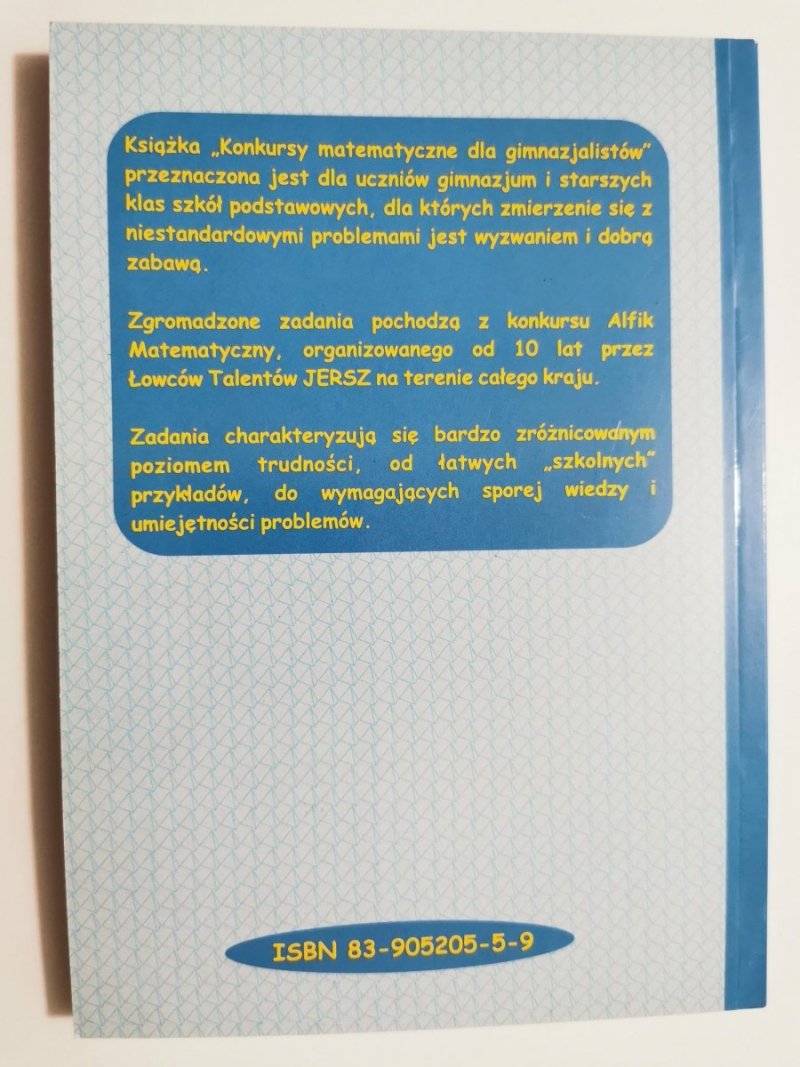 Książka „Konkursy matematyczne dla gimnazjalistów”
przeznaczona jest dla uczniów gimnazjum i starszych
klas szkół podstawowych, dla których zmierzenie się z
niestandardowymi problemami jest wyzwaniem i dobrą
zabawą.
Zgromadzone zadania pochodzą z konkursu Alfik
Matematyczny, organizowanego od 10 lat przez
Łowców Talentów JERSZ na terenie całego kraju.
Zadania charakteryzują się bardzo zróżnicowanym
poziomem trudności, od łatwych „szkolnych”
przykładów, do wymagających sporej wiedzy i
umiejętności problemów.
ISBN 83-905205-5-9